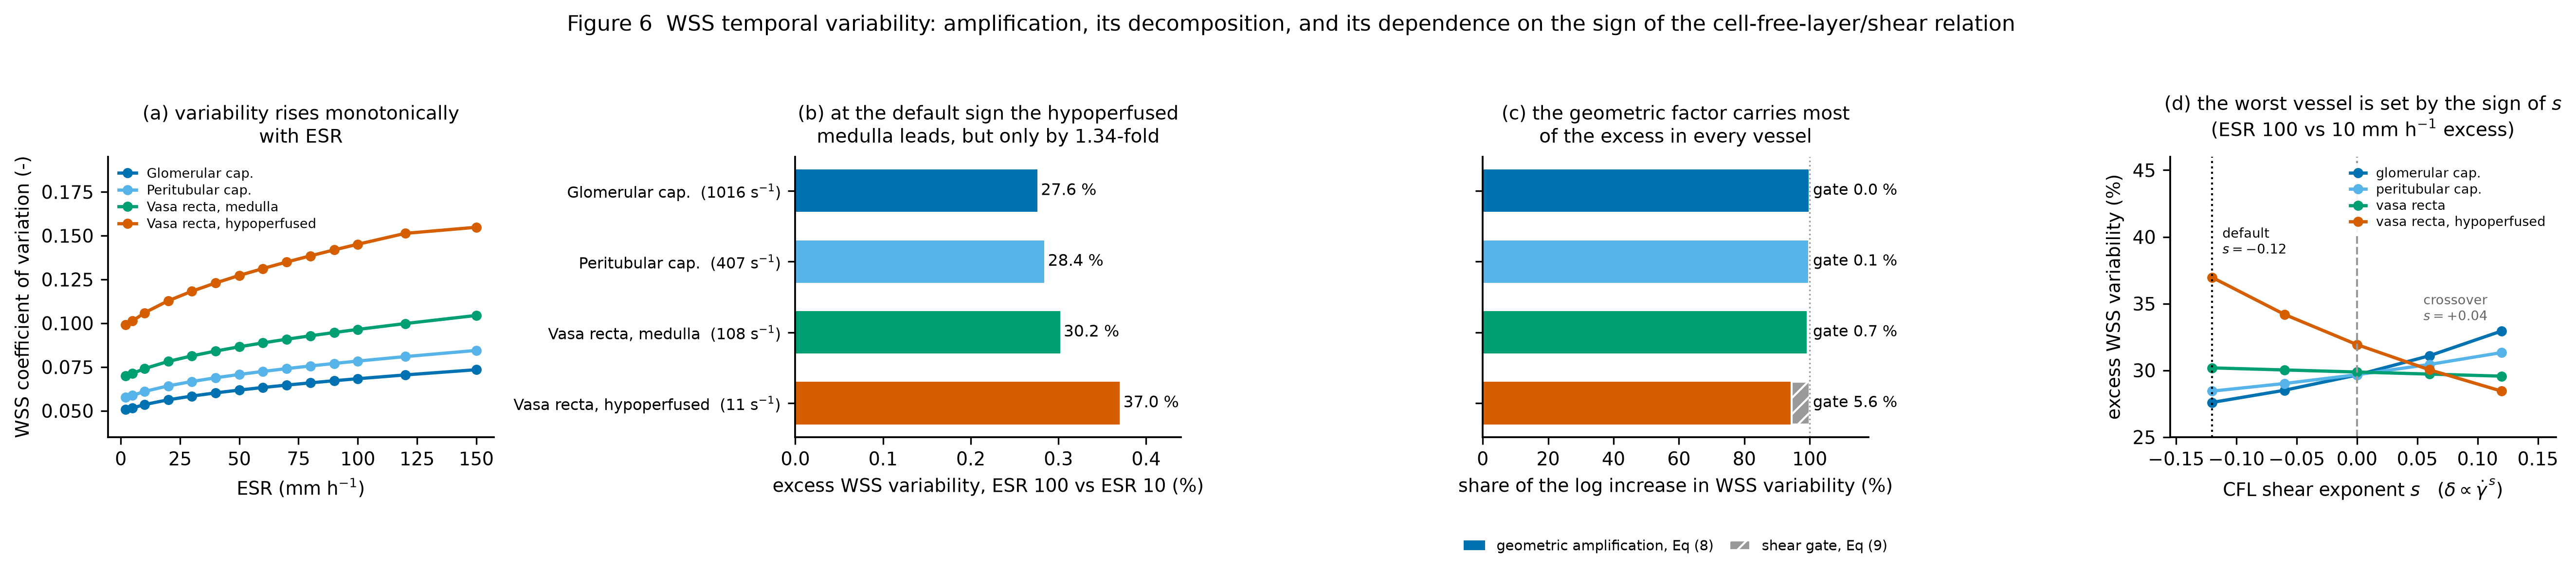 Figure 6  WSS temporal variability: amplification, its decomposition, and its dependence on the sign of the cell-free-layer/shear relation
(a) variability rises monotonically
with ESR
WSS coefficient of variation (-)
0.175
0.150
0.125
0.100
0.075
0.050
Glomerular cap.
Peritubular cap.
Vasa recta, medulla
Vasa recta, hypoperfused
0 25 50 75 100 125 150
ESR (mm h⁻¹)
(b) at the default sign the hypoperfused
medulla leads, but only by 1.34-fold
Glomerular cap.  (1016 s⁻¹)
27.6 %
Peritubular cap.  (407 s⁻¹)
28.4 %
Vasa recta, medulla  (108 s⁻¹)
30.2 %
Vasa recta, hypoperfused  (11 s⁻¹)
37.0 %
0.0 0.1 0.2 0.3 0.4
excess WSS variability, ESR 100 vs ESR 10 (%)
(c) the geometric factor carries most
of the excess in every vessel
gate 0.0 %
gate 0.1 %
gate 0.7 %
gate 5.6 %
0 20 40 60 80 100
share of the log increase in WSS variability (%)
geometric amplification, Eq (8)
shear gate, Eq (9)
(d) the worst vessel is set by the sign of s
(ESR 100 vs 10 mm h⁻¹ excess)
excess WSS variability (%)
45
40
35
30
25
glomerular cap.
peritubular cap.
vasa recta
vasa recta, hypoperfused
default
s = −0.12
crossover
s = +0.04
−0.15 −0.10 −0.05 0.00 0.05 0.10 0.15
CFL shear exponent s   (δ ∝ γ̇ˢ)